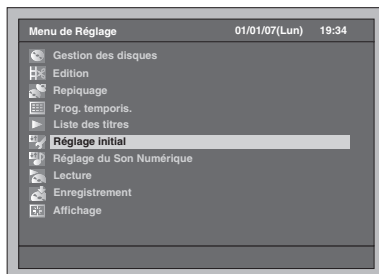 Menu de Réglage 01/01/07(Lun) 19:34
Gestion des disques
Edition
Repiquage
Prog. temporis.
Liste des titres
Réglage initial
Réglage du Son Numérique
Lecture
Enregistrement
Affichage